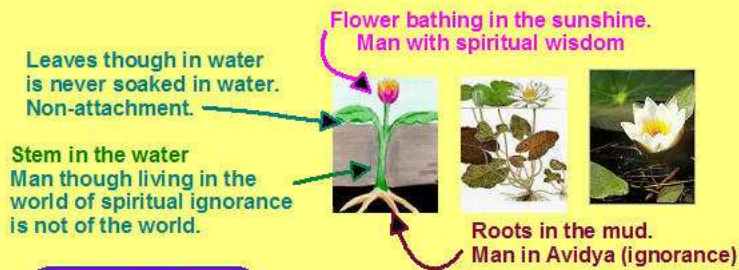 Flower bathing in the sunshine.
Man with spiritual wisdom
Leaves though in water
is never soaked in water.
Non-attachment.
Stem in the water
Man though living in the
world of spiritual ignorance
is not of the world.
Roots in the mud.
Man in Avidya (ignorance)